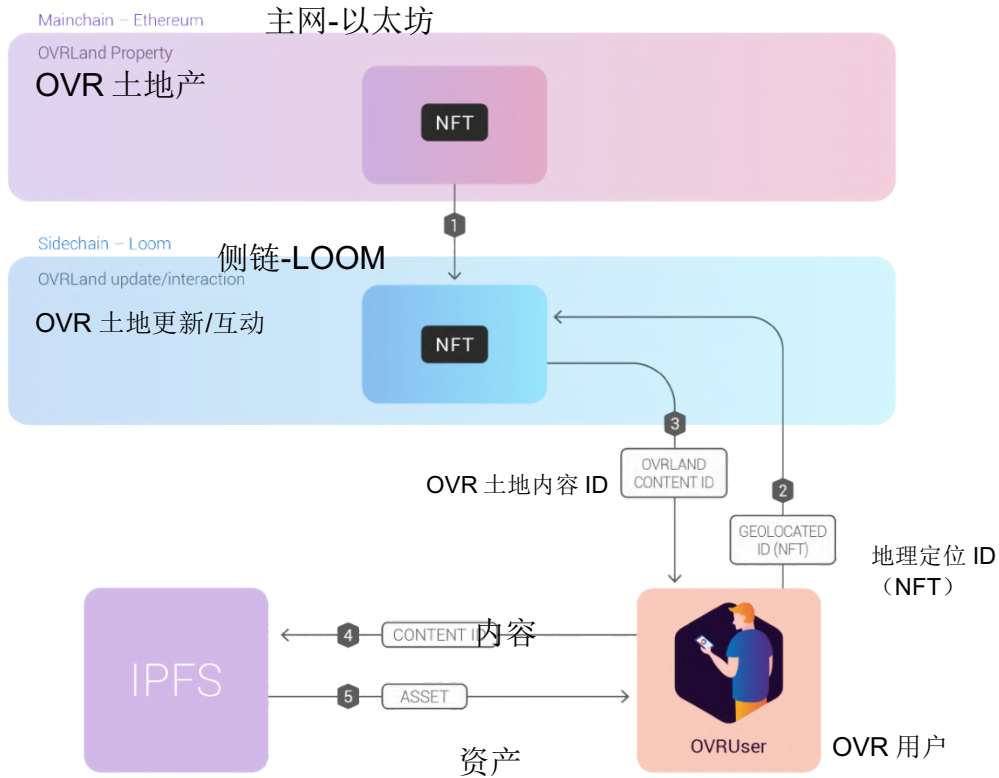 Mainchain – Ethereum
主网-以太坊
OVRLand Property
OVR 土地产
NFT
1
Sidechain – Loom
侧链-LOOM
OVRLand update/interaction
OVR 土地更新/互动
NFT
3
OVRLAND
CONTENT ID
OVR 土地内容 ID
2
GEOLOCATED
ID (NFT)
地理定位 ID
（NFT）
4
CONTENT ID
内容
IPFS
5
ASSET
资产
OVRUser
OVR 用户